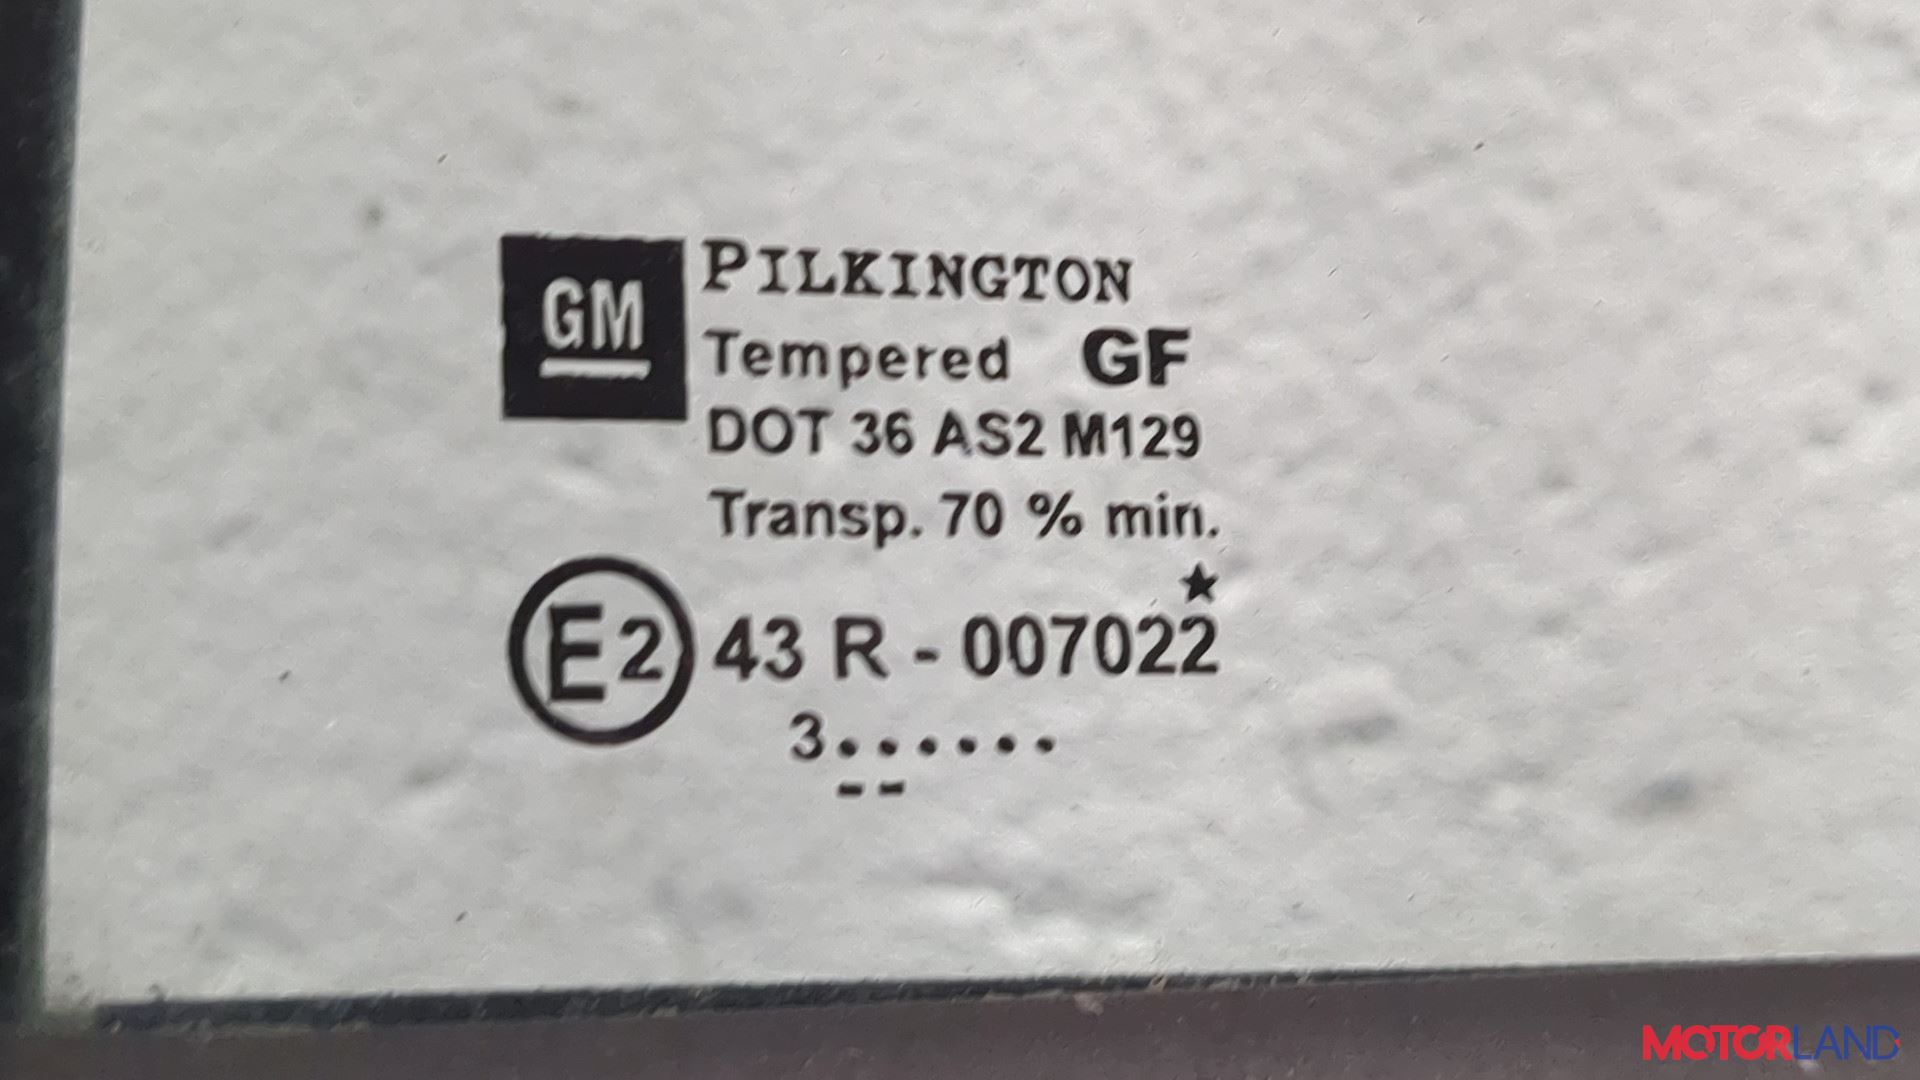 GM
PILKINGTON
Tempered GF
DOT 36 AS2 M129
Transp. 70 % min.
★
E2 43 R - 007022
3......
--
MOTORLAND